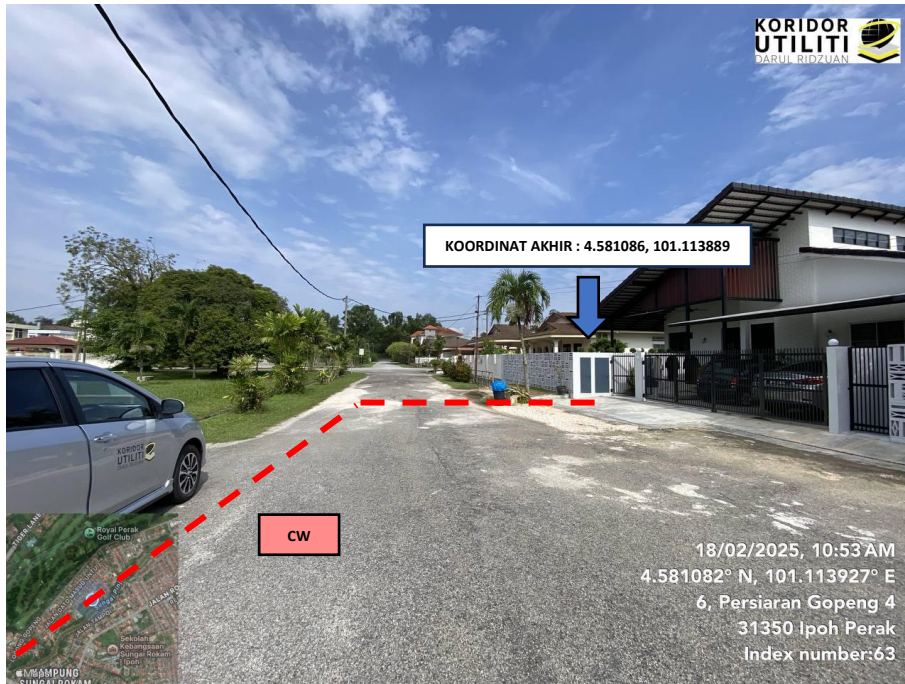 KORIDOR
UTILITI
DARUL RIDZUAN
KOORDINAT AKHIR : 4.581086, 101.113889
KORIDOR
UTILITI
CW
Royal Perak
Golf Club
Sekolah
Kebangsaan
Sungai Rokam
Ipoh
KAMPUNG
SUNGAI ROKAM
18/02/2025, 10:53 AM
4.581082° N, 101.113927° E
6, Persiaran Gopeng 4
31350 Ipoh Perak
Index number:63